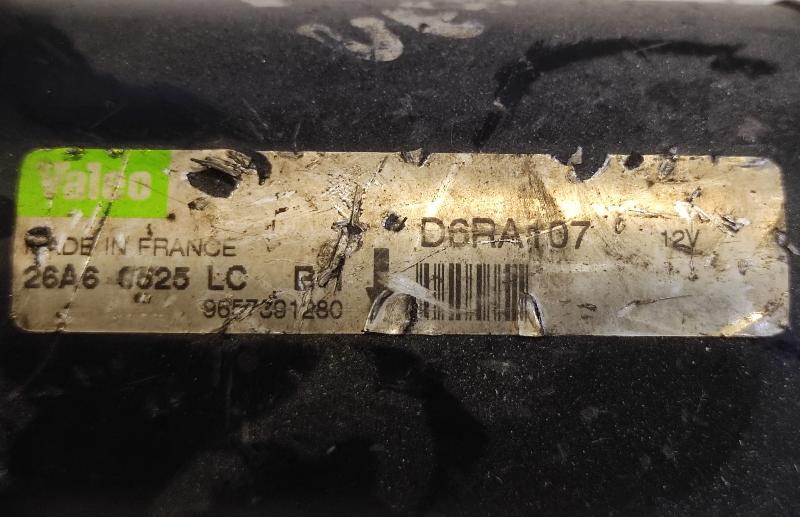 Valeo
MADE IN FRANCE
D6RA107
12V
26A6 0525 LC
9657391280